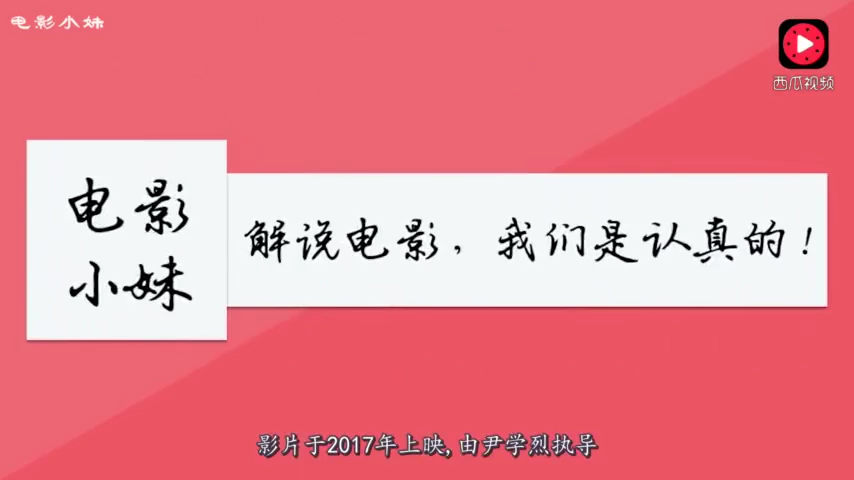 电影小妹
西瓜视频
电影
小妹
解说电影，我们是认真的！
影片于2017年上映,由尹学烈执导